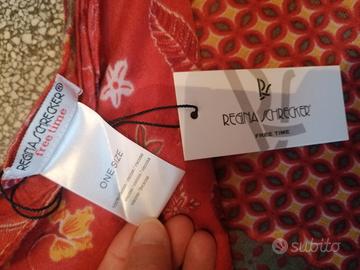 REGINA SCHRECKER®
free time
ONE SIZE
RS
REGINA SCHRECKER
FREE TIME
subito